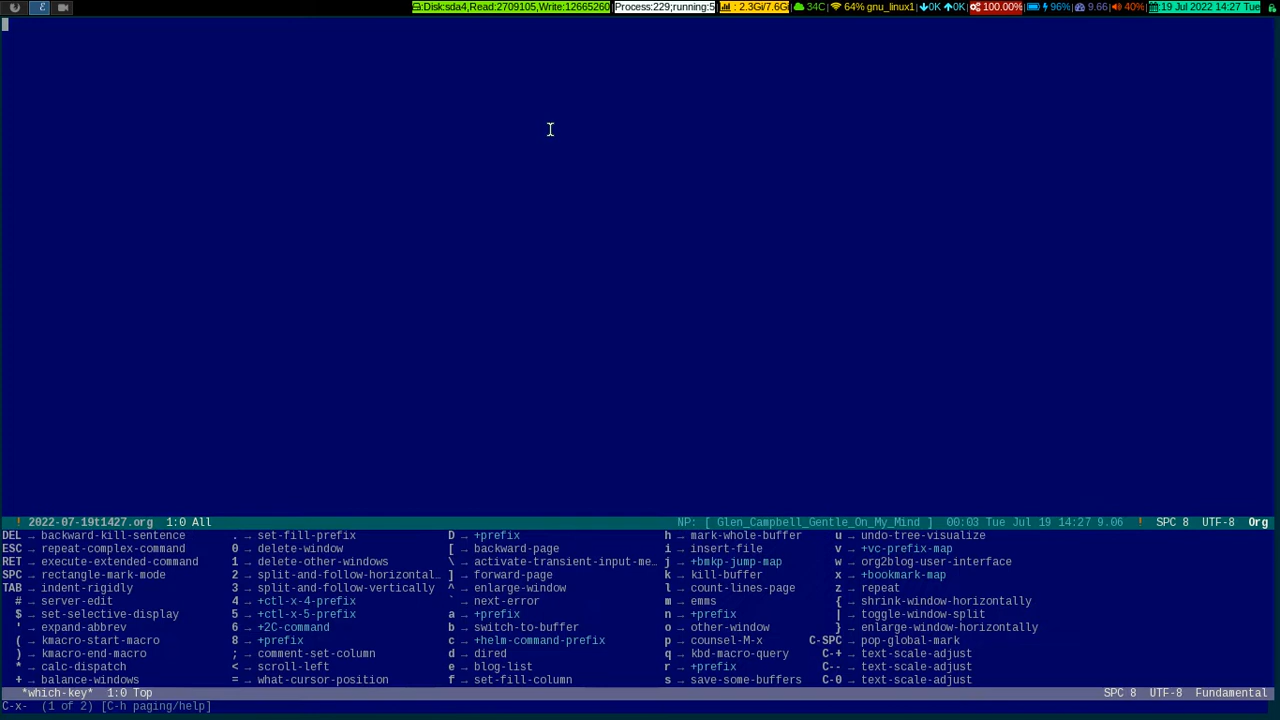 Disk:sda4,Read:2709105,Write:12665260 Process:229;running:5 : 2.3Gi/7.6Gi 34C 64% gnu_linux1 0K 0K 100.00% 96% 9.66 40% 19 Jul 2022 14:27 Tue
! 2022-07-19t1427.org 1:0 All NP: [ Glen_Campbell_Gentle_On_My_Mind ] 00:03 Tue Jul 19 14:27 9.06 ! SPC 8 UTF-8 Org
DEL → backward-kill-sentence . → set-fill-prefix D → +prefix h → mark-whole-buffer u → undo-tree-visualize
ESC → repeat-complex-command 0 → delete-window [ → backward-page i → insert-file v → +vc-prefix-map
RET → execute-extended-command 1 → delete-other-windows \ → activate-transient-input-me… j → +bmkp-jump-map w → org2blog-user-interface
SPC → rectangle-mark-mode 2 → split-and-follow-horizontal… ] → forward-page k → kill-buffer x → +bookmark-map
TAB → indent-rigidly 3 → split-and-follow-vertically ^ → enlarge-window l → count-lines-page z → repeat
# → server-edit 4 → +ctl-x-4-prefix ` → next-error m → emms { → shrink-window-horizontally
$ → set-selective-display 5 → +ctl-x-5-prefix a → +prefix n → +prefix | → toggle-window-split
' → expand-abbrev 6 → +2C-command b → switch-to-buffer o → other-window } → enlarge-window-horizontally
( → kmacro-start-macro 8 → +prefix c → +helm-command-prefix p → counsel-M-x C-SPC → pop-global-mark
) → kmacro-end-macro ; → comment-set-column d → dired q → kbd-macro-query C-+ → text-scale-adjust
* → calc-dispatch < → scroll-left e → blog-list r → +prefix C-- → text-scale-adjust
+ → balance-windows = → what-cursor-position f → set-fill-column s → save-some-buffers C-0 → text-scale-adjust
*which-key* 1:0 Top SPC 8 UTF-8 Fundamental
C-x- (1 of 2) [C-h paging/help]